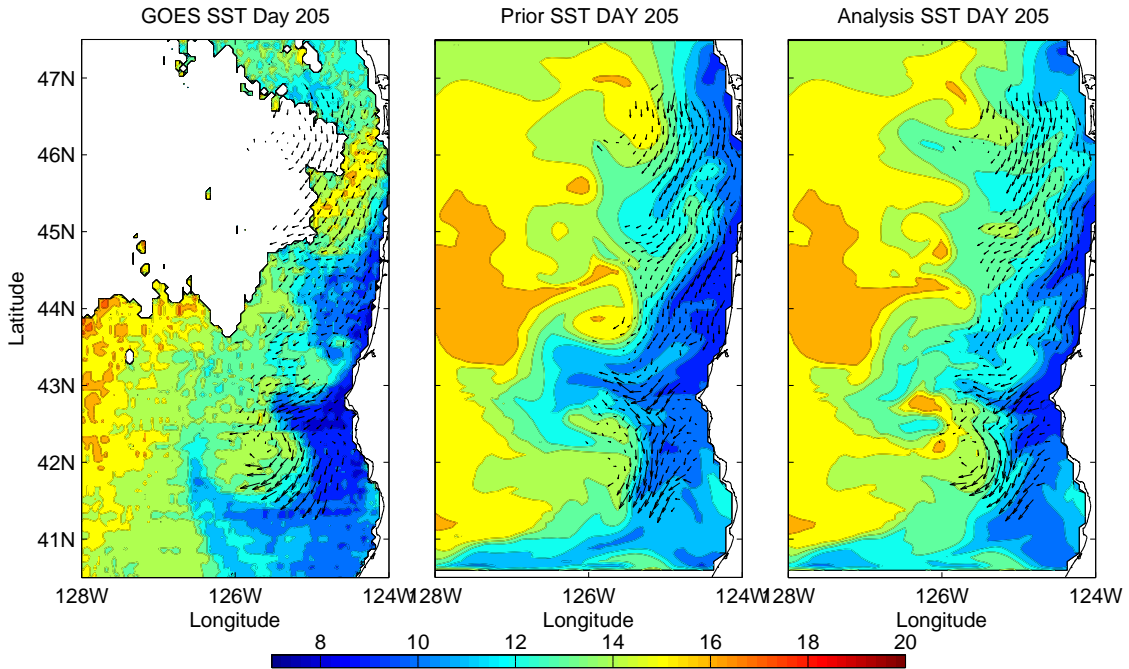 GOES SST Day 205 Prior SST DAY 205 Analysis SST DAY 205
47N
46N
45N
44N
43N
42N
41N
Latitude
128W 126W 124W 128W 126W 124W 128W 126W 124W
Longitude Longitude Longitude
8 10 12 14 16 18 20